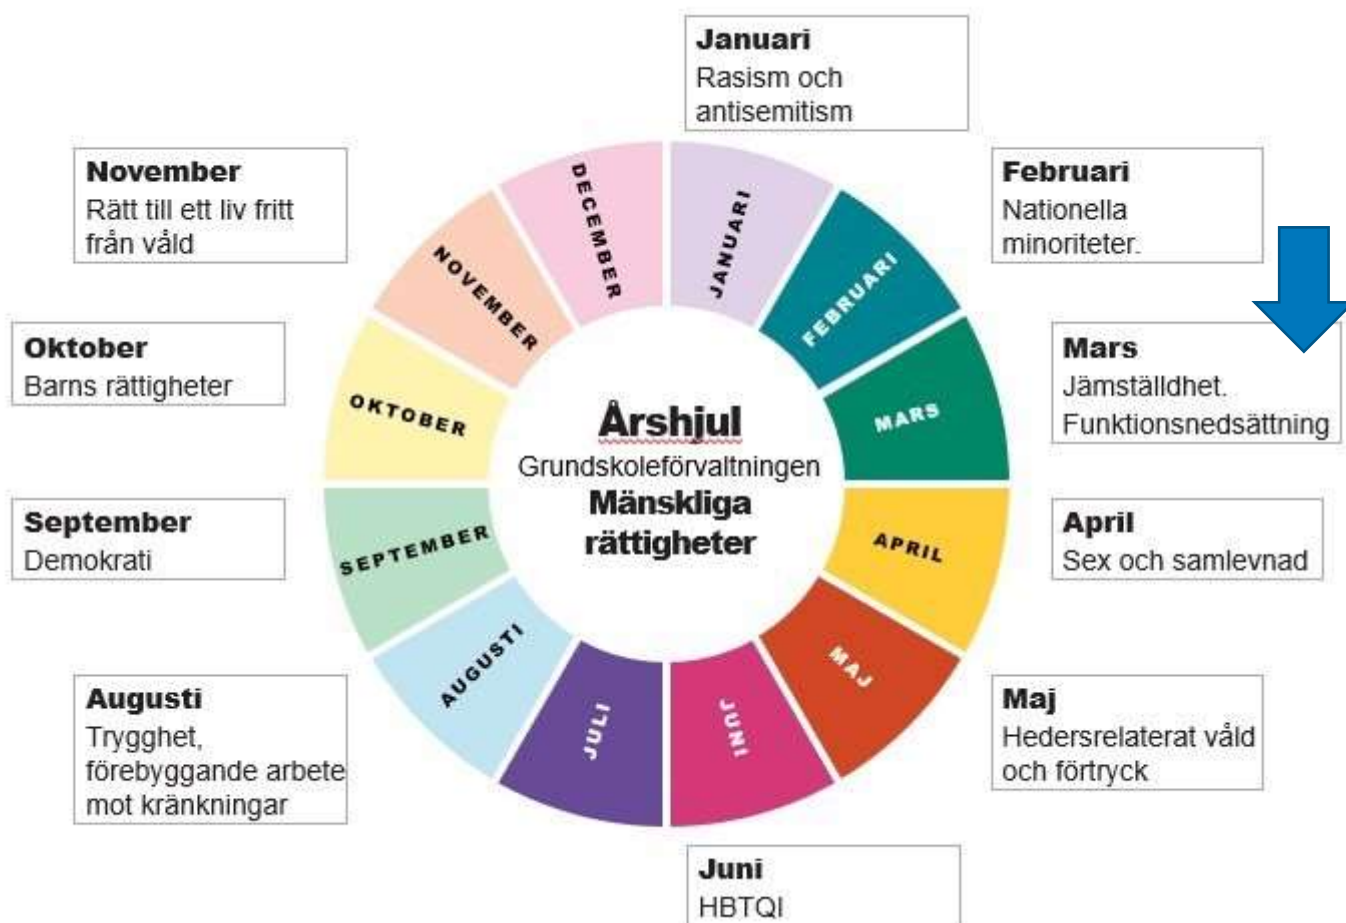 Januari
Rasism och
antisemitism
Februari
Nationella
minoriteter.
Mars
Jämställdhet.
Funktionsnedsättning
April
Sex och samlevnad
Maj
Hedersrelaterat våld
och förtryck
Juni
HBTQI
Augusti
Trygghet,
förebyggande arbete
mot kränkningar
September
Demokrati
Oktober
Barns rättigheter
November
Rätt till ett liv fritt
från våld
JANUARI
FEBRUARI
MARS
APRIL
MAJ
JUNI
JULI
AUGUSTI
SEPTEMBER
OKTOBER
NOVEMBER
DECEMBER
Årshjul
Grundskoleförvaltningen
Mänskliga
rättigheter